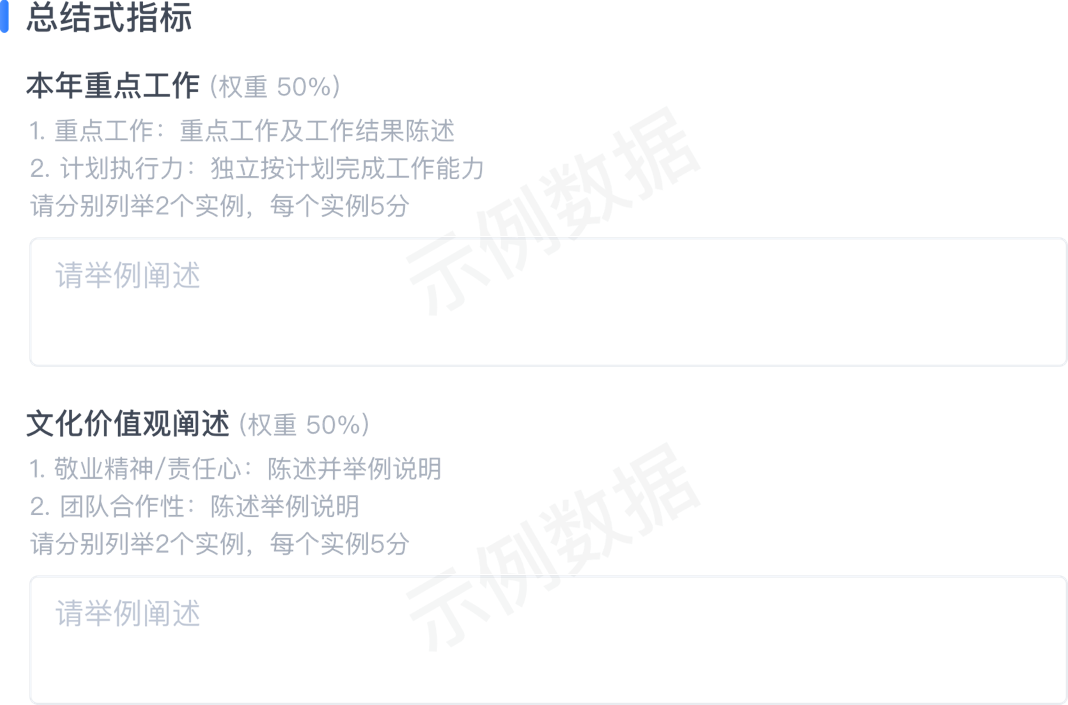 总结式指标
本年重点工作 (权重 50%)
1. 重点工作：重点工作及工作结果陈述
2. 计划执行力：独立按计划完成工作能力
请分别列举2个实例，每个实例5分
示例数据
请举例阐述
文化价值观阐述 (权重 50%)
1. 敬业精神/责任心：陈述并举例说明
2. 团队合作性：陈述举例说明
请分别列举2个实例，每个实例5分
示例数据
请举例阐述